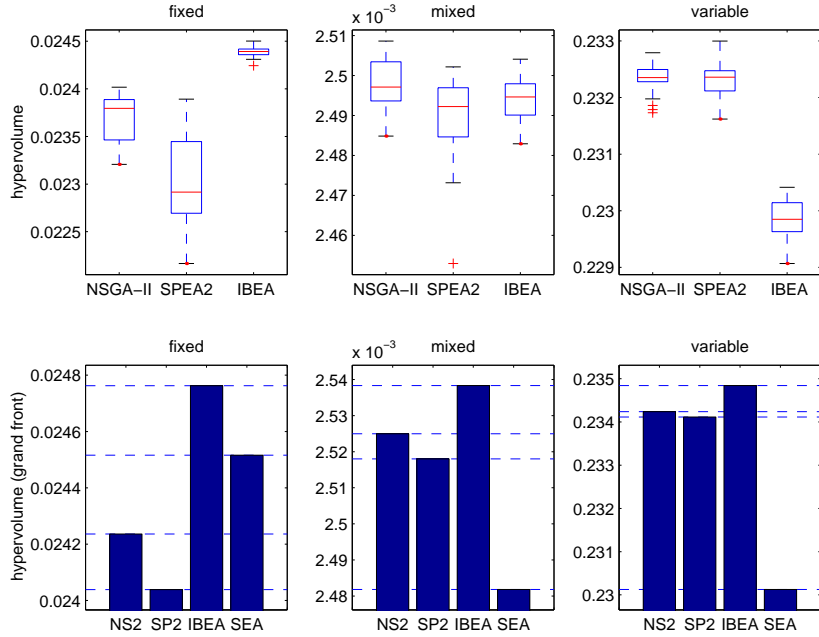 fixed
mixed
variable
x 10⁻³
hypervolume
0.0245
0.024
0.0235
0.023
0.0225
2.51
2.5
2.49
2.48
2.47
2.46
0.233
0.232
0.231
0.23
0.229
NSGA−II SPEA2 IBEA
NSGA−II SPEA2 IBEA
NSGA−II SPEA2 IBEA
fixed
mixed
variable
x 10⁻³
hypervolume (grand front)
0.0248
0.0246
0.0244
0.0242
0.024
2.54
2.53
2.52
2.51
2.5
2.49
2.48
0.235
0.234
0.233
0.232
0.231
0.23
NS2 SP2 IBEA SEA
NS2 SP2 IBEA SEA
NS2 SP2 IBEA SEA